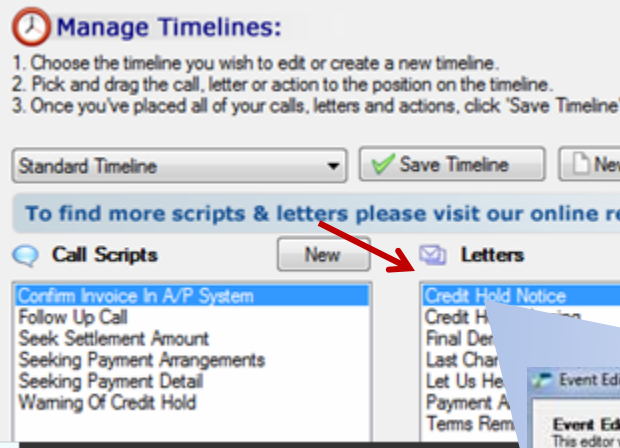 Manage Timelines:
1. Choose the timeline you wish to edit or create a new timeline.
2. Pick and drag the call, letter or action to the position on the timeline.
3. Once you've placed all of your calls, letters and actions, click 'Save Timeline'
Standard Timeline
Save Timeline
New
To find more scripts & letters please visit our online re
Call Scripts
New
Letters
Confirm Invoice In A/P System
Follow Up Call
Seek Settlement Amount
Seeking Payment Arrangements
Seeking Payment Detail
Warning Of Credit Hold
Credit Hold Notice
Credit H
Final De
Last Char
Let Us He
Payment A
Terms Rem
Event Edi
Event Edi
This editor